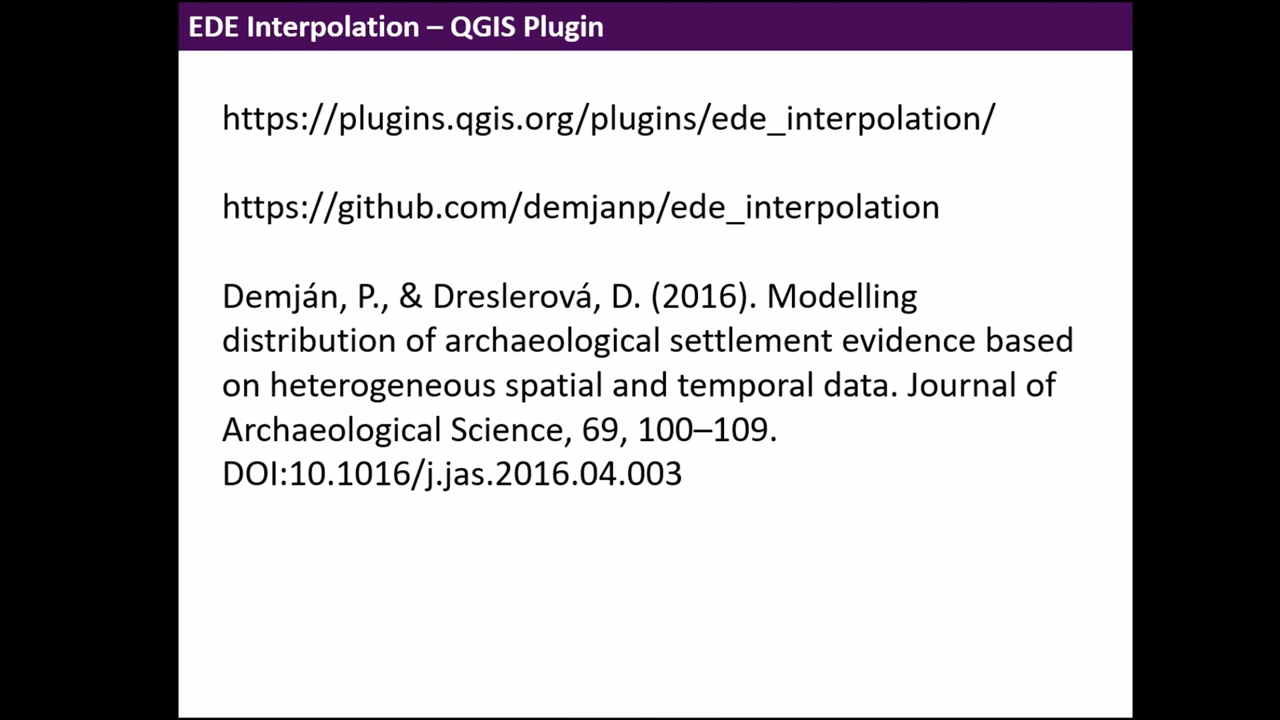 EDE Interpolation – QGIS Plugin
https://plugins.qgis.org/plugins/ede_interpolation/
https://github.com/demjanp/ede_interpolation
Demján, P., & Dreslerová, D. (2016). Modelling
distribution of archaeological settlement evidence based
on heterogeneous spatial and temporal data. Journal of
Archaeological Science, 69, 100–109.
DOI:10.1016/j.jas.2016.04.003